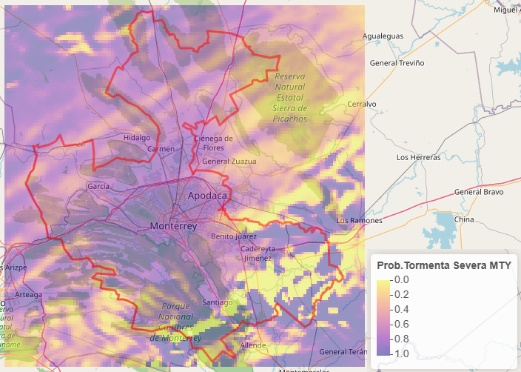 Miguel A
Agualeguas
General Treviño
Reserva
Natural
Estatal
Sierra de
Picachos
Cerralvo
Hidalgo
Carmen
Ciénega de
Flores
General Zuazua
Los Herreras
García
Apodaca
General Bravo
Monterrey
Los Ramones
China
Benito Juárez
Cadereyta
Jiménez
s Arizpe
Arteaga
Santiago
Parque
Nacional
Cumbres
de Monterrey
Allende
General Terán
Montemorelos
Prob.Tormenta Severa MTY
0.0
0.2
0.4
0.6
0.8
1.0